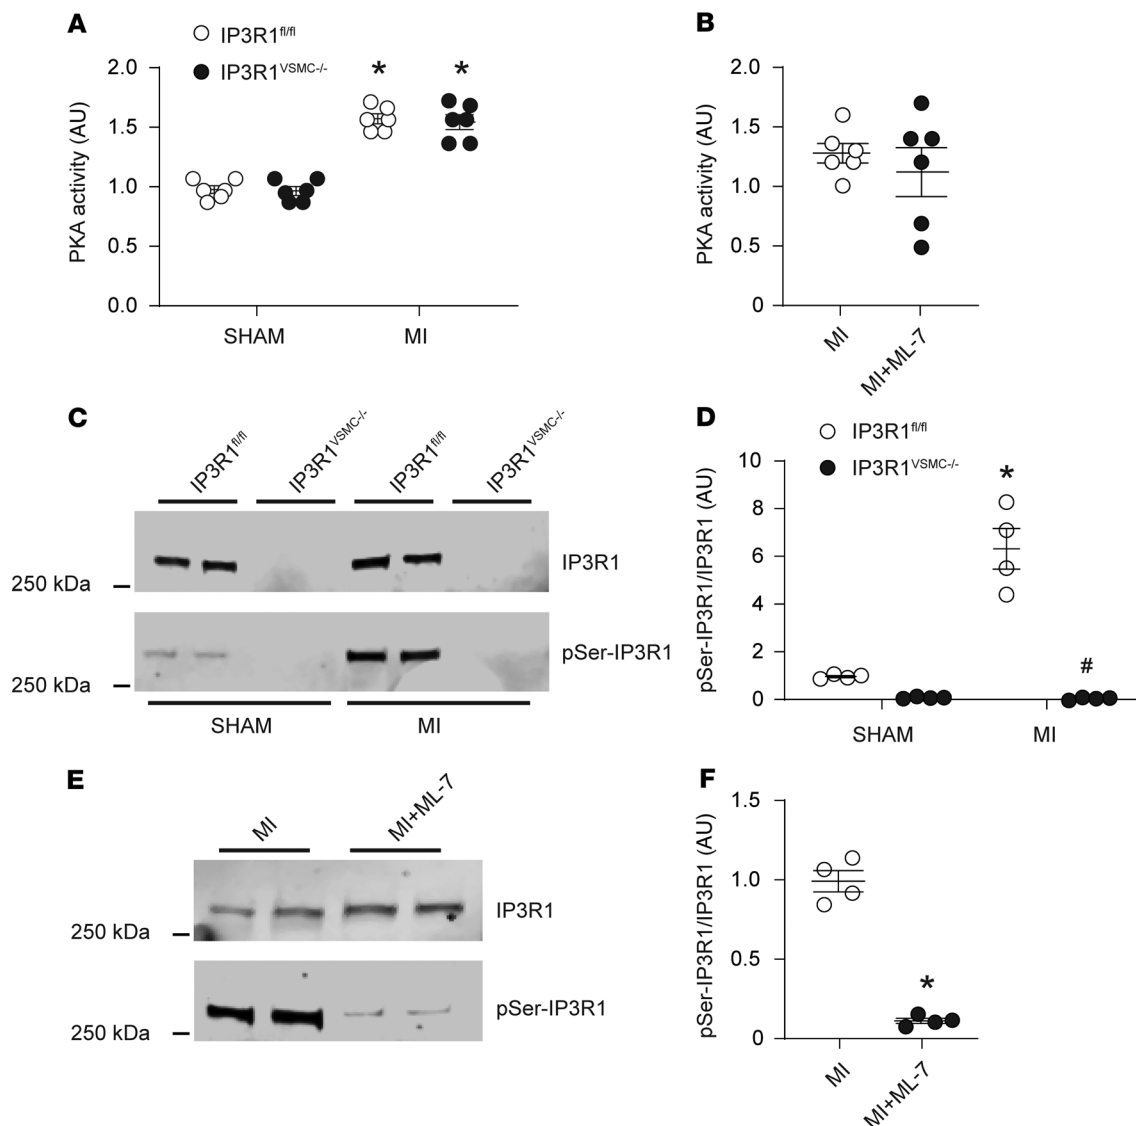 A
IP3R1fl/fl
IP3R1VSMC-/-
PKA activity (AU)
2.0
1.5
1.0
0.5
0.0
* *
SHAM MI
B
PKA activity (AU)
2.0
1.5
1.0
0.5
0
MI
MI+ML-7
C
IP3R1fl/fl
IP3R1VSMC-/-
IP3R1fl/fl
IP3R1VSMC-/-
250 kDa
IP3R1
250 kDa
pSer-IP3R1
SHAM MI
D
IP3R1fl/fl
IP3R1VSMC-/-
pSer-IP3R1/IP3R1 (AU)
10
8
6
4
2
0
*
#
SHAM MI
E
MI
MI+ML-7
250 kDa
IP3R1
250 kDa
pSer-IP3R1
F
pSer-IP3R1/IP3R1 (AU)
1.5
1.0
0.5
0
*
MI
MI+ML-7